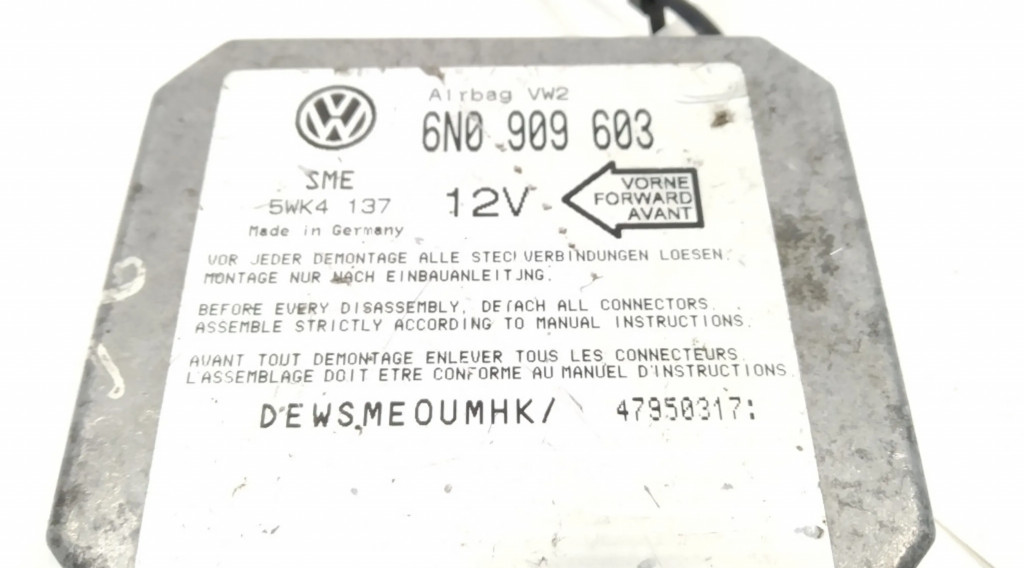 Airbag VW2
6N0 909 603
SME
5WK4 137
12V
VORNE
FORWARD
AVANT
Made in Germany
VOR JEDER DEMONTAGE ALLE STECKVERBINDUNGEN LOESEN.
MONTAGE NUR NACH EINBAUANLEITUNG.
BEFORE EVERY DISASSEMBLY, DETACH ALL CONNECTORS.
ASSEMBLE STRICTLY ACCORDING TO MANUAL INSTRUCTIONS.
AVANT TOUT DEMONTAGE ENLEVER TOUS LES CONNECTEURS.
L'ASSEMBLAGE DOIT ETRE CONFORME AU MANUEL D'INSTRUCTIONS.
DEWSMEOUMHK/ 47950317: